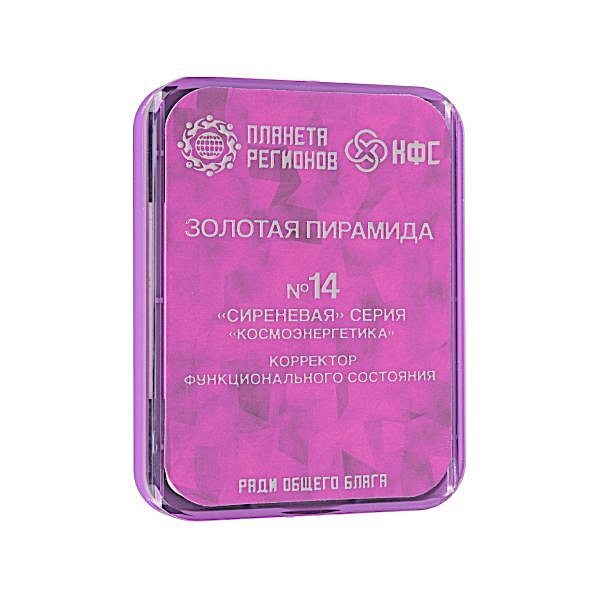 ПЛАНЕТА
РЕГИОНОВ
КФС
ЗОЛОТАЯ ПИРАМИДА
№14
«СИРЕНЕВАЯ» СЕРИЯ
«КОСМОЭНЕРГЕТИКА»
КОРРЕКТОР
ФУНКЦИОНАЛЬНОГО СОСТОЯНИЯ
РАДИ ОБЩЕГО БЛАГА